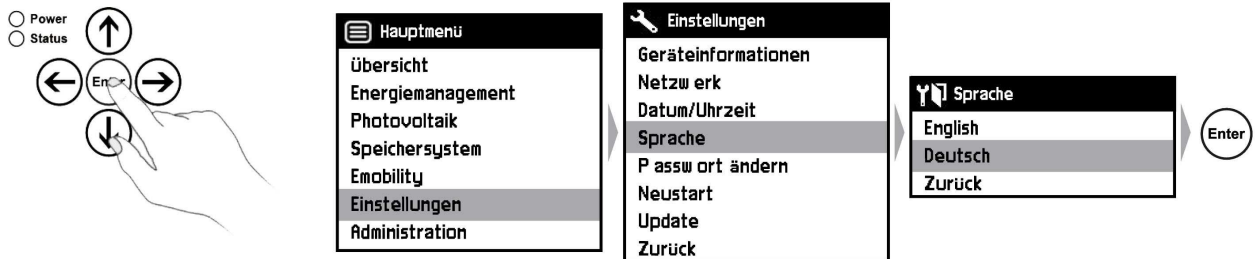 Power
Status
Enter
Hauptmenü
Übersicht
Energiemanagement
Photovoltaik
Speichersystem
Emobility
Einstellungen
Administration
Einstellungen
Geräteinformationen
Netzw erk
Datum/Uhrzeit
Sprache
P assw ort ändern
Neustart
Update
Zurück
Sprache
English
Deutsch
Zurück
Enter